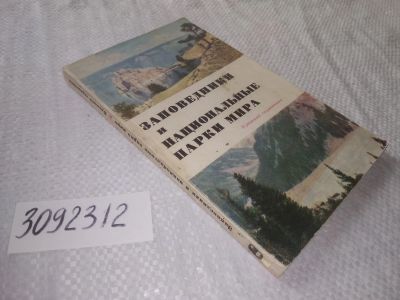 ЗАПОВЕДНИКИ
И
НАЦИОНАЛЬНЫЕ
ПАРКИ МИРА
3092312